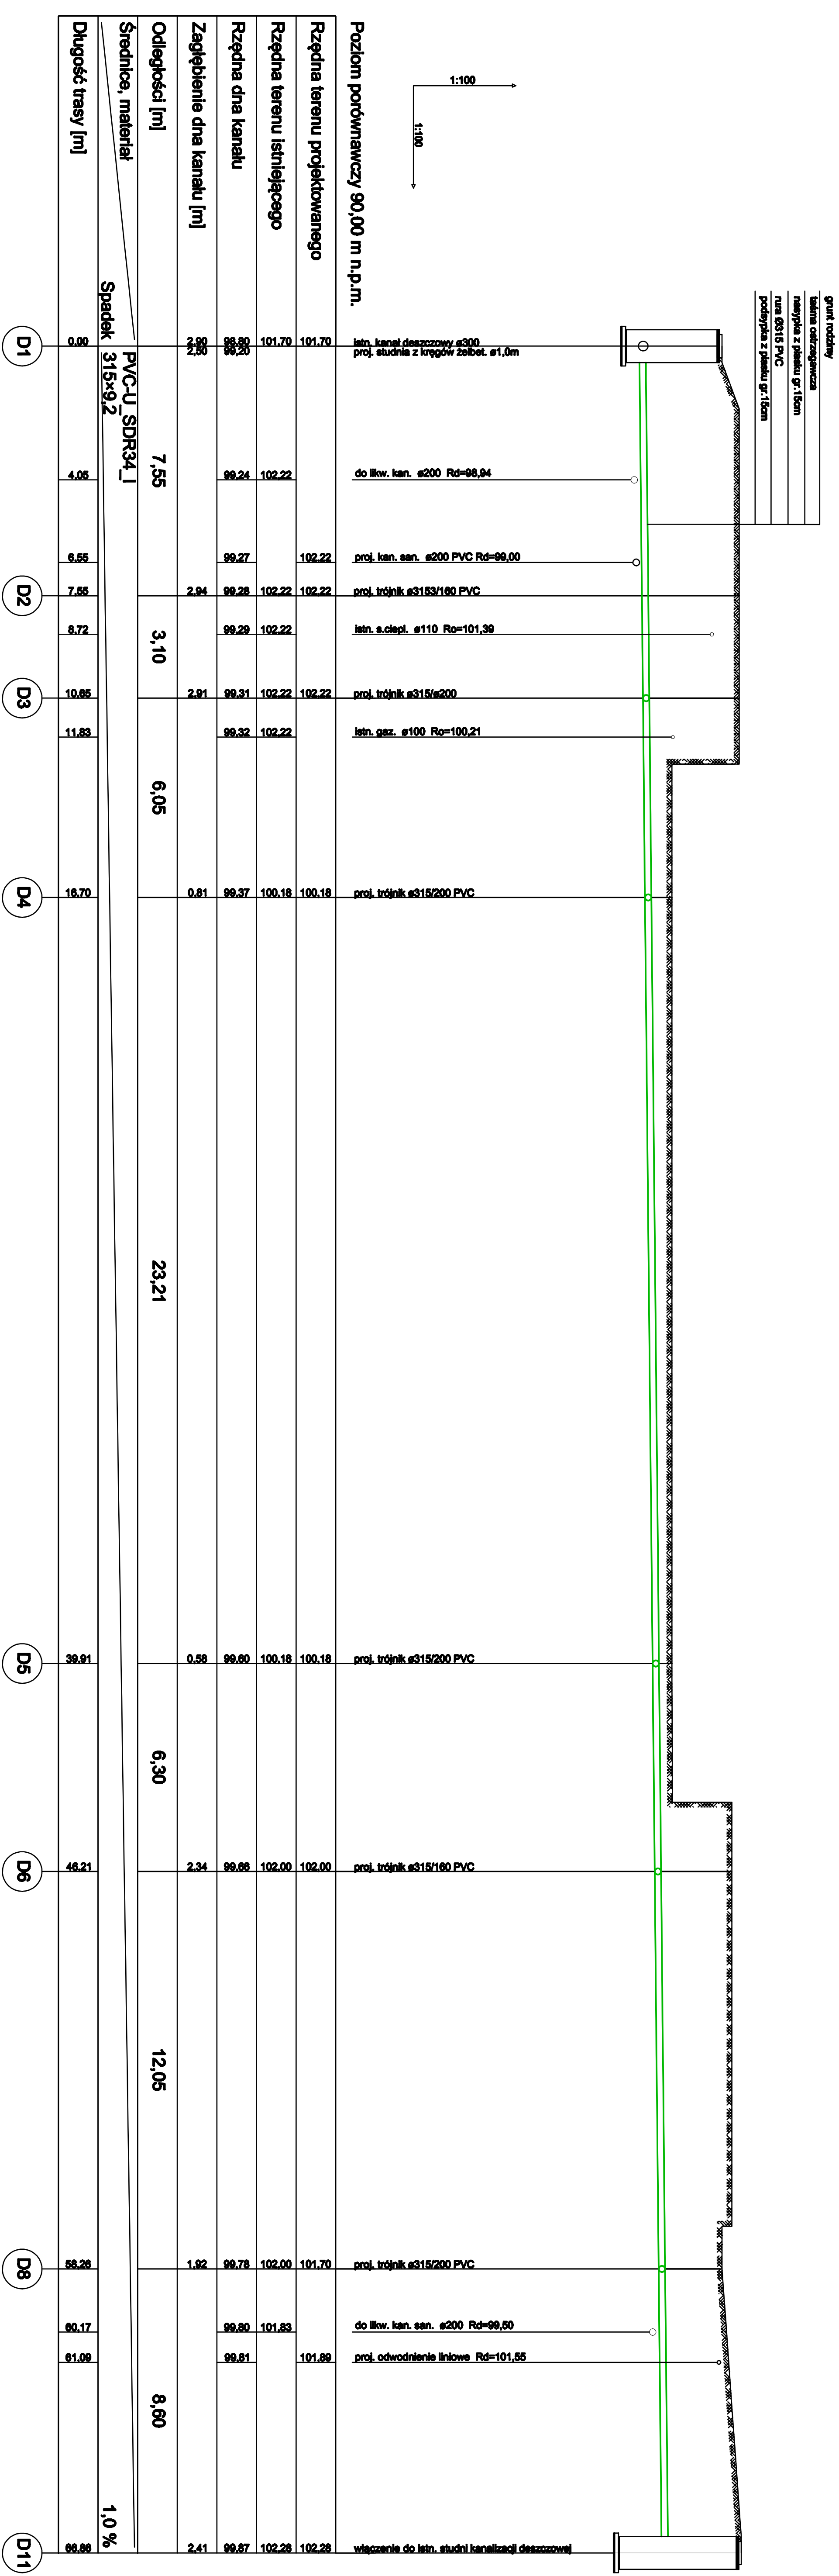 grunt rodzimy
taśma ostrzegawcza
nasypka z piasku gr.15cm
rura Ø315 PVC
podsypka z piasku gr.15cm
1:100
1:100
Poziom porównawczy 90,00 m n.p.m.
istn. kanał deszczowy ø300
proj. studnia z kręgów żelbet. ø1,0m
do likw. kan. ø200 Rd=98,94
proj. kan. san. ø200 PVC Rd=99,00
proj. trójnik ø3153/160 PVC
istn. s.ciepl. ø110 Ro=101,39
proj. trójnik ø315/ø200
istn. gaz. ø100 Ro=100,21
proj. trójnik ø315/200 PVC
proj. trójnik ø315/200 PVC
proj. trójnik ø315/160 PVC
proj. trójnik ø315/200 PVC
do likw. kan. san. ø200 Rd=99,50
proj. odwodnienie liniowe Rd=101,55
włączenie do istn. studni kanalizacji deszczowej
Rzędna terenu projektowanego 101.70 102.22 102.22 102.22 100.18 100.18 102.00 101.70 101.89 102.28
Rzędna terenu istniejącego 101.70 102.22 102.22 102.22 102.22 102.22 100.18 100.18 102.00 102.00 101.83 102.28
Rzędna dna kanału 98.80 99.20 99.24 99.27 99.28 99.29 99.31 99.32 99.37 99.60 99.66 99.78 99.80 99.81 99.87
Zagłębienie dna kanału [m] 2.90 2,50 2.94 2.91 0.81 0.58 2.34 1.92 2.41
Odległości [m] 7,55 3,10 6,05 23,21 6,30 12,05 8,60
Średnice, materiał PVC-U_SDR34_I
Spadek 315×9,2 1,0 %
Długość trasy [m] 0.00 4.05 6.55 7.55 8.72 10.65 11.83 16.70 39.91 46.21 58.26 60.17 61.09 66.86
D1 D2 D3 D4 D5 D6 D8 D11